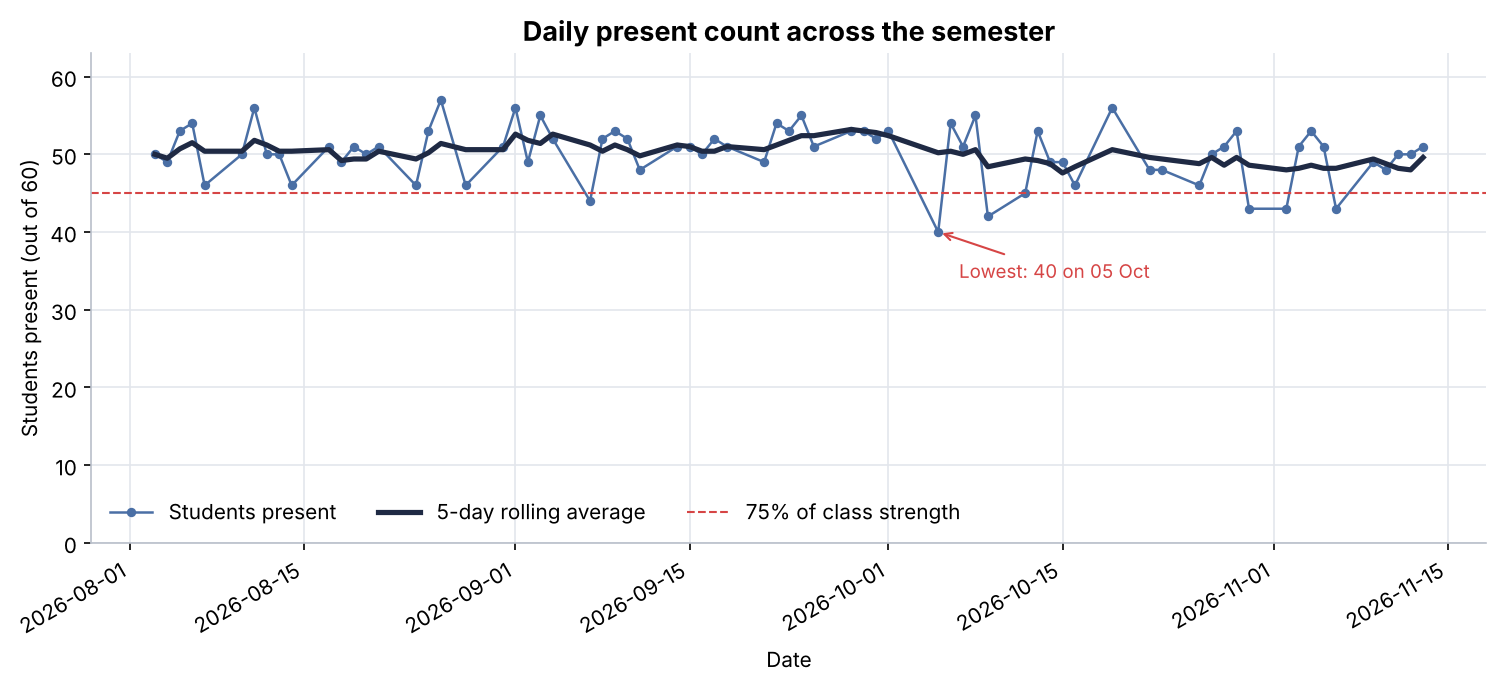 Daily present count across the semester
Students present (out of 60)
60
50
40
30
20
10
0
Lowest: 40 on 05 Oct
Students present
5-day rolling average
75% of class strength
2026-08-01
2026-08-15
2026-09-01
2026-09-15
2026-10-01
2026-10-15
2026-11-01
2026-11-15
Date